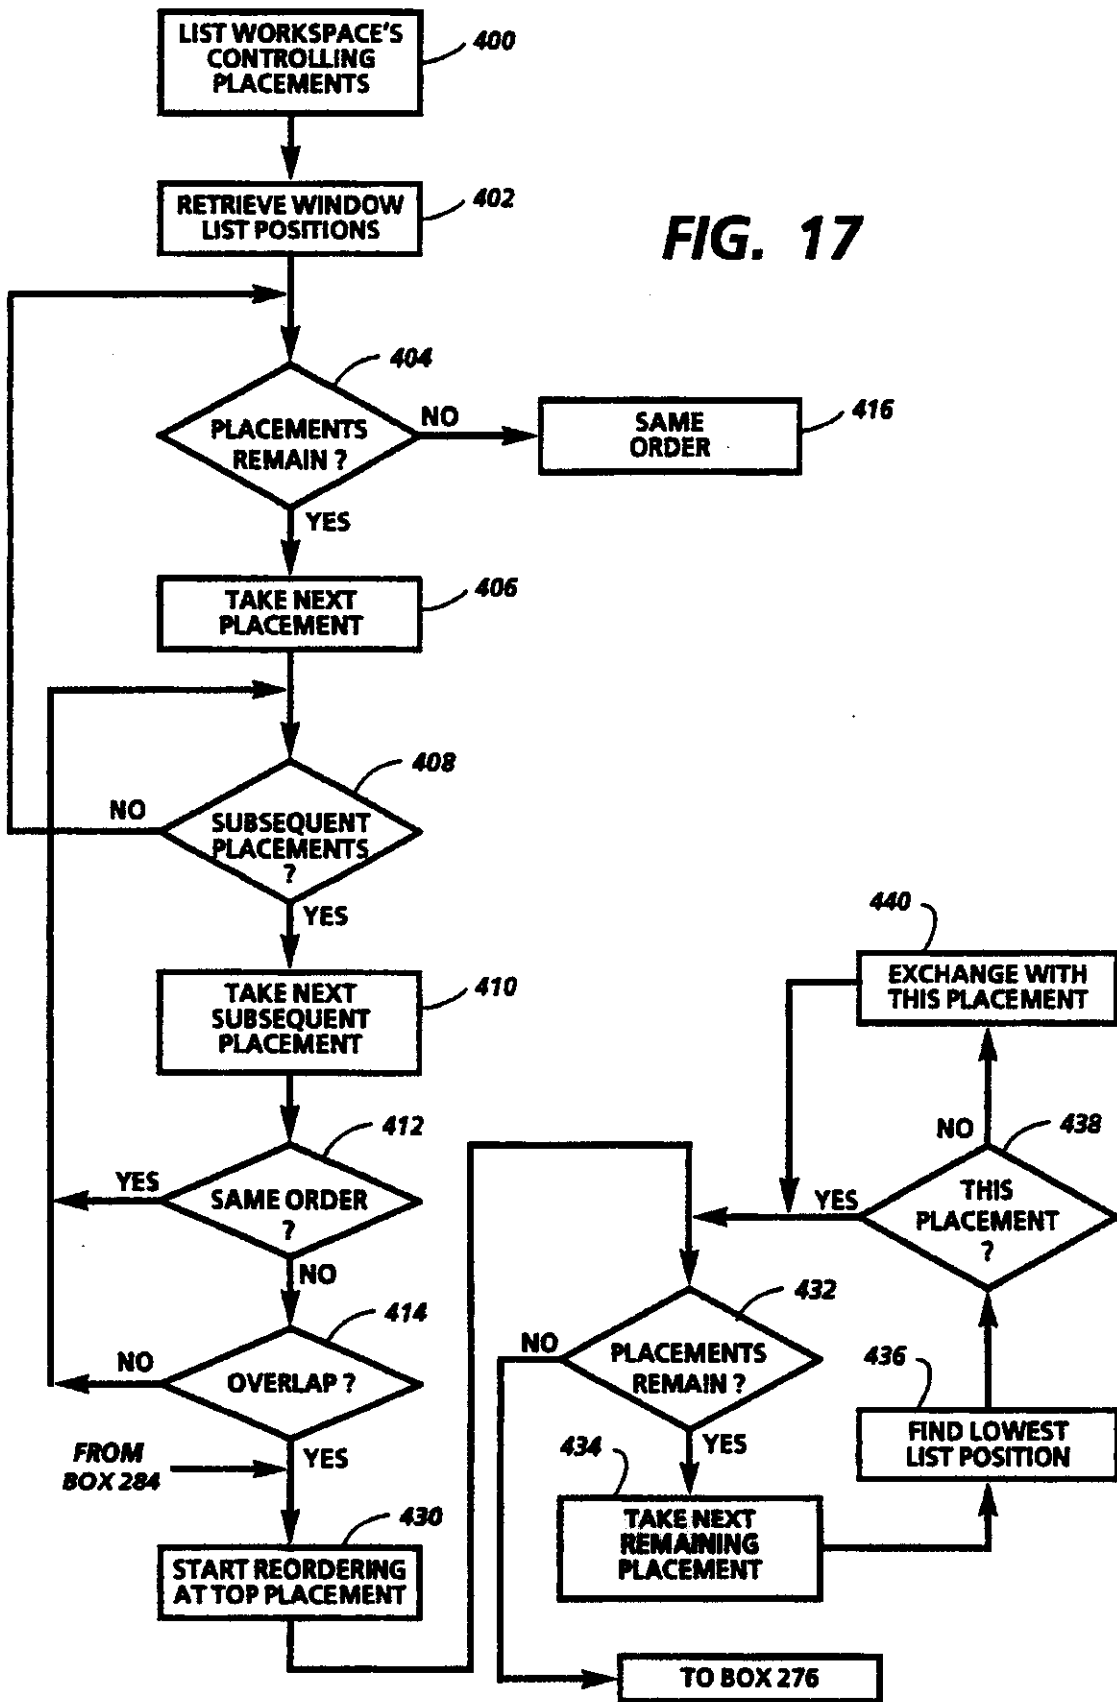 LIST WORKSPACE'S
CONTROLLING
PLACEMENTS
400
RETRIEVE WINDOW
LIST POSITIONS
402
FIG. 17
404
PLACEMENTS
REMAIN ?
NO
SAME
ORDER
416
YES
TAKE NEXT
PLACEMENT
406
408
NO
SUBSEQUENT
PLACEMENTS
?
YES
TAKE NEXT
SUBSEQUENT
PLACEMENT
410
412
YES
SAME ORDER
?
NO
414
NO
OVERLAP ?
YES
FROM
BOX 284
430
START REORDERING
AT TOP PLACEMENT
440
EXCHANGE WITH
THIS PLACEMENT
NO
438
YES
THIS
PLACEMENT
?
432
NO
PLACEMENTS
REMAIN ?
YES
436
FIND LOWEST
LIST POSITION
434
TAKE NEXT
REMAINING
PLACEMENT
TO BOX 276